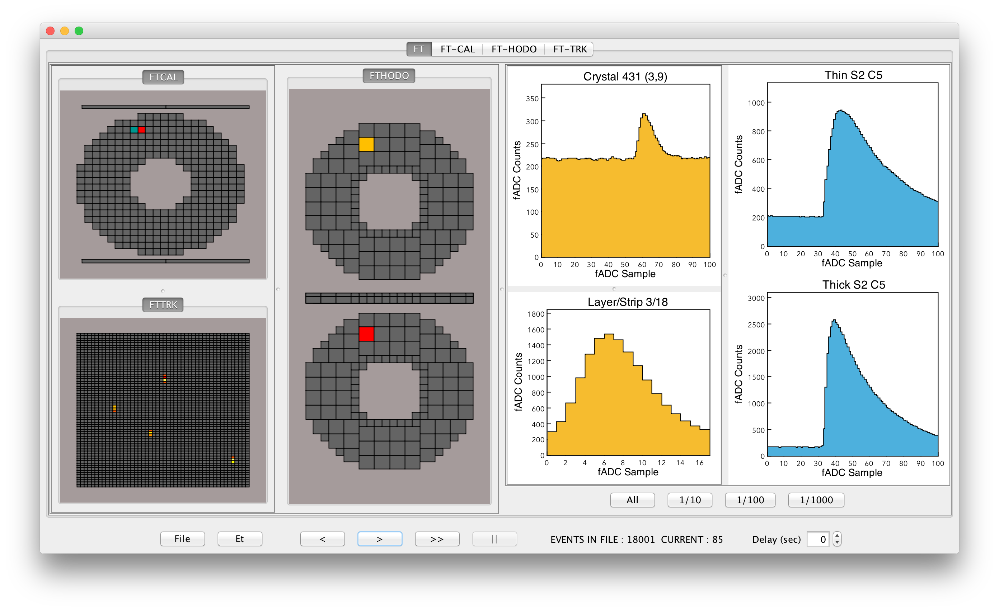 FT FT-CAL FT-HODO FT-TRK
FTCAL
FTTRK
FTHODO
Crystal 431 (3,9)
fADC Counts
350
300
250
200
150
100
50
0
0 10 20 30 40 50 60 70 80 90 100
fADC Sample
Layer/Strip 3/18
fADC Counts
1800
1600
1400
1200
1000
800
600
400
200
0
0 2 4 6 8 10 12 14 16
fADC Sample
Thin S2 C5
fADC Counts
1000
800
600
400
200
0
0 10 20 30 40 50 60 70 80 90 100
fADC Sample
Thick S2 C5
fADC Counts
3000
2500
2000
1500
1000
500
0
0 10 20 30 40 50 60 70 80 90 100
fADC Sample
All 1/10 1/100 1/1000
File Et < > >> || EVENTS IN FILE : 18001 CURRENT : 85 Delay (sec) 0